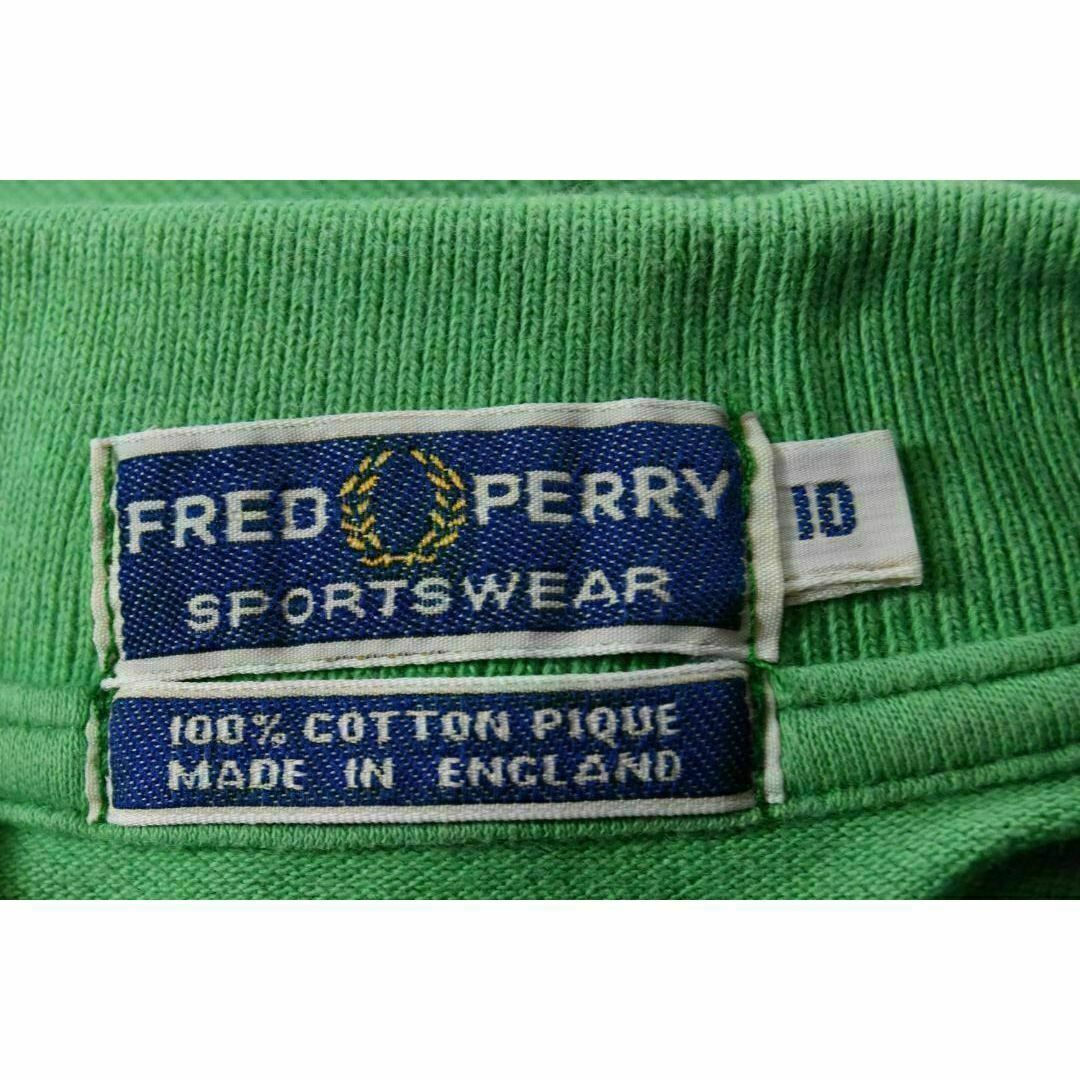 FRED PERRY
SPORTSWEAR
10
100% COTTON PIQUE
MADE IN ENGLAND